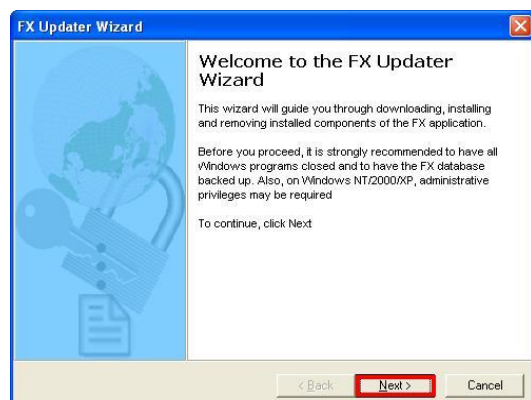 FX Updater Wizard
Welcome to the FX Updater
Wizard
This wizard will guide you through downloading, installing
and removing installed components of the FX application.
Before you proceed, it is strongly recommended to have all
Windows programs closed and to have the FX database
backed up. Also, on Windows NT/2000/XP, administrative
privileges may be required
To continue, click Next
< Back Next > Cancel